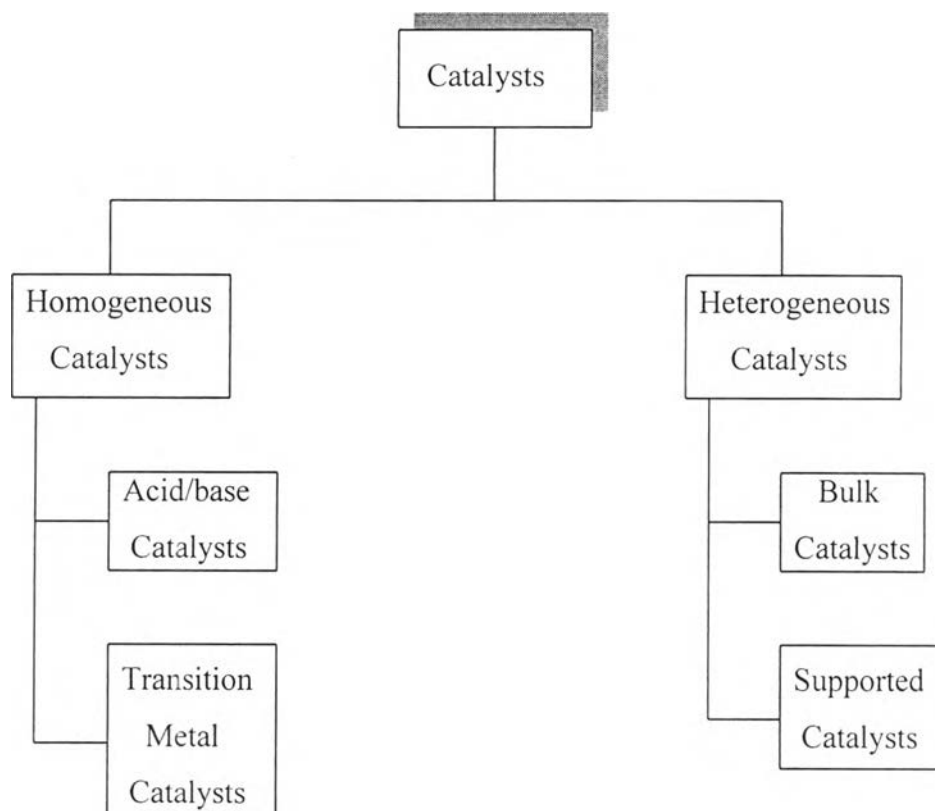 Catalysts
Homogeneous
Catalysts
Heterogeneous
Catalysts
Acid/base
Catalysts
Bulk
Catalysts
Transition
Metal
Catalysts
Supported
Catalysts